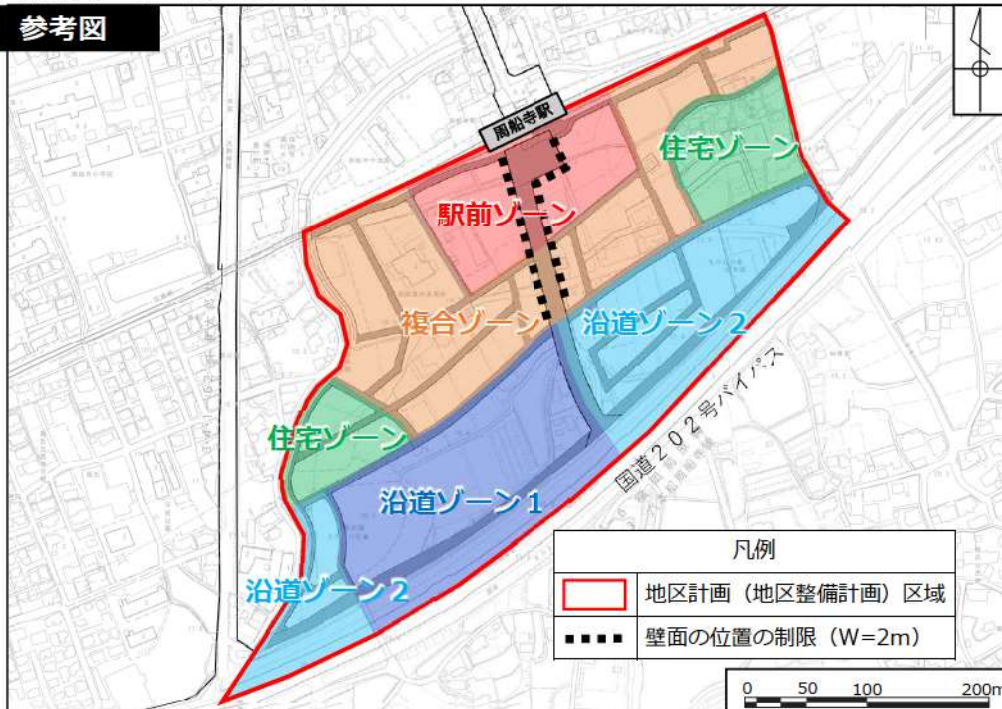 参考図
周船寺駅
住宅ゾーン
駅前ゾーン
複合ゾーン
沿道ゾーン2
住宅ゾーン
国道202号バイパス
沿道ゾーン1
沿道ゾーン2
凡例
地区計画（地区整備計画）区域
壁面の位置の制限（W=2m）
0 50 100 200m